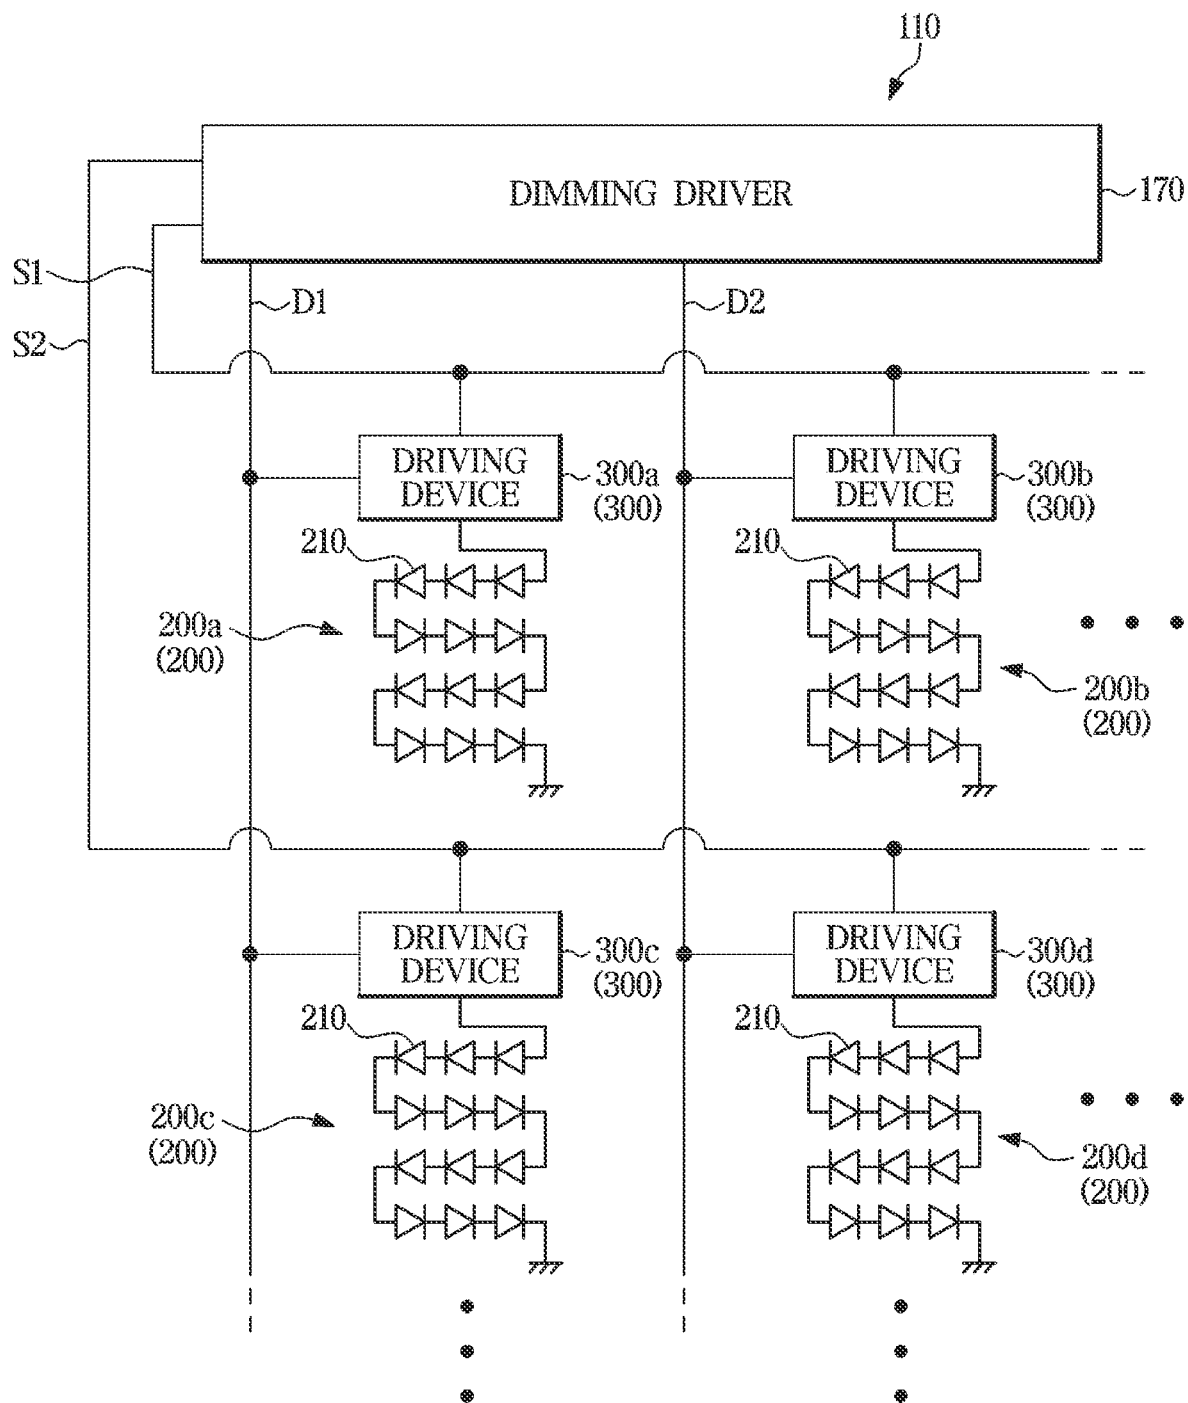 110
DIMMING DRIVER
170
S1
D1
D2
S2
DRIVING
DEVICE
300a
(300)
DRIVING
DEVICE
300b
(300)
210
210
200a
(200)
200b
(200)
DRIVING
DEVICE
300c
(300)
DRIVING
DEVICE
300d
(300)
210
210
200c
(200)
200d
(200)